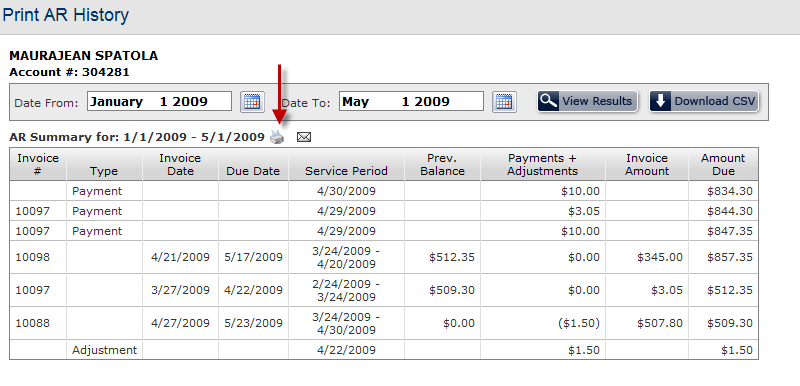 Print AR History
MAURAJEAN SPATOLA
Account #: 304281
Date From: January 1 2009 Date To: May 1 2009 View Results Download CSV
AR Summary for: 1/1/2009 - 5/1/2009
Invoice # Type Invoice Date Due Date Service Period Prev. Balance Payments + Adjustments Invoice Amount Amount Due
Payment 4/30/2009 $10.00 $834.30
10097 Payment 4/29/2009 $3.05 $844.30
10097 Payment 4/29/2009 $10.00 $847.35
10098 4/21/2009 5/17/2009 3/24/2009 - 4/20/2009 $512.35 $0.00 $345.00 $857.35
10097 3/27/2009 4/22/2009 2/24/2009 - 3/24/2009 $509.30 $0.00 $3.05 $512.35
10088 4/27/2009 5/23/2009 3/24/2009 - 4/30/2009 $0.00 ($1.50) $507.80 $509.30
Adjustment 4/22/2009 $1.50 $1.50